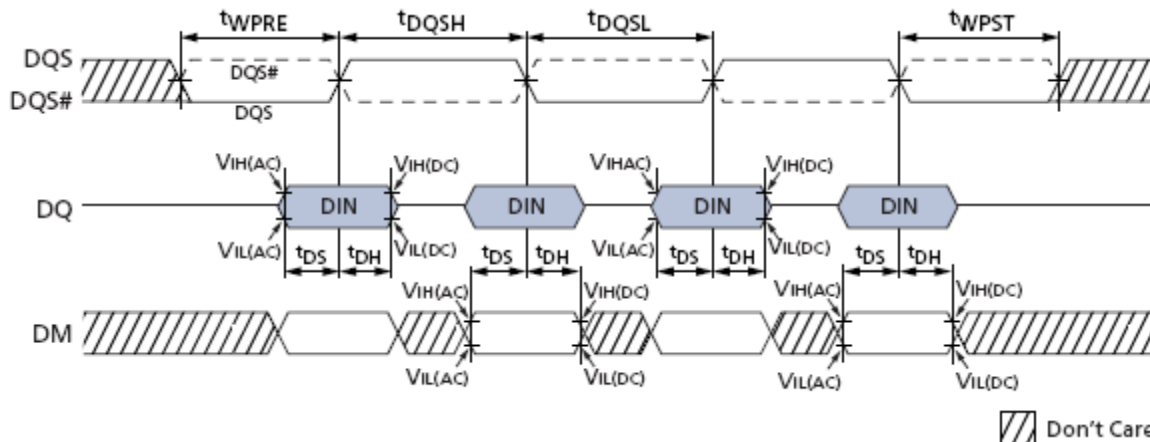 tWPRE tDQSH tDQSL tWPST
DQS
DQS#
DQS#
DQS
VIH(AC) VIH(DC) VIHAC) VIH(DC)
DQ DIN DIN DIN DIN
VIL(AC) VIL(DC) VIL(AC) VIL(DC)
tDS tDH tDS tDH tDS tDH tDS tDH
VIH(AC) VIH(DC) VIH(AC) VIH(DC)
DM
VIL(AC) VIL(DC) VIL(AC) VIL(DC)
Don't Care